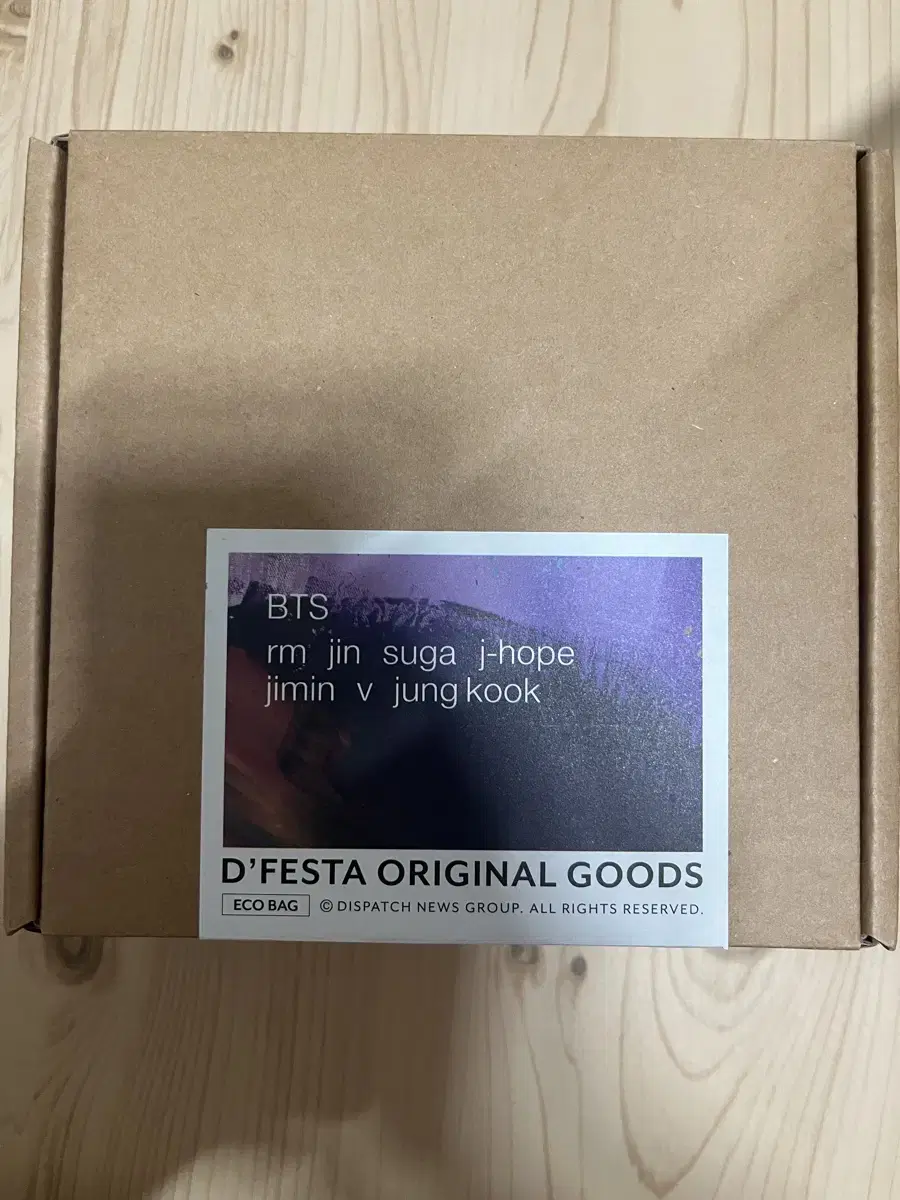 BTS
rm jin suga j-hope
jimin v jung kook
D'FESTA ORIGINAL GOODS
ECO BAG © DISPATCH NEWS GROUP. ALL RIGHTS RESERVED.